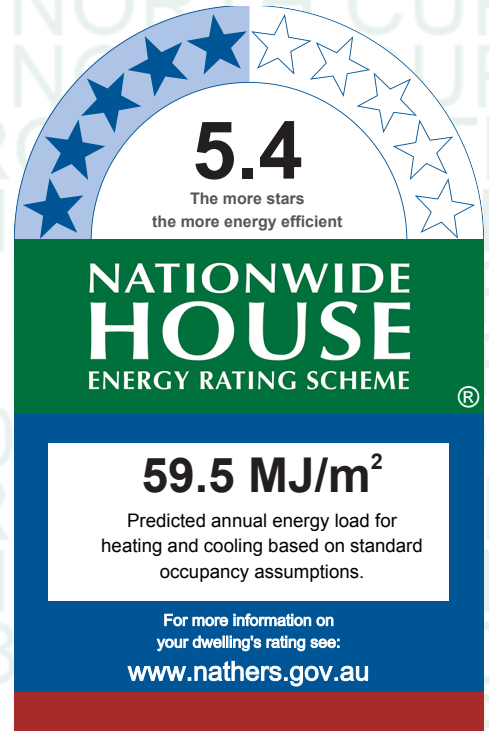 5.4
The more stars
the more energy efficient
NATIONWIDE
HOUSE
ENERGY RATING SCHEME
®
59.5 MJ/m²
Predicted annual energy load for
heating and cooling based on standard
occupancy assumptions.
For more information on
your dwelling's rating see:
www.nathers.gov.au